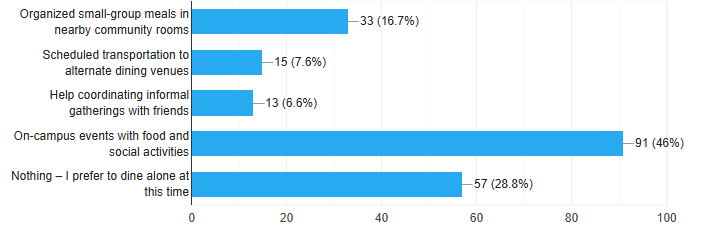 Organized small-group meals in
nearby community rooms
33 (16.7%)
Scheduled transportation to
alternate dining venues
15 (7.6%)
Help coordinating informal
gatherings with friends
13 (6.6%)
On-campus events with food and
social activities
91 (46%)
Nothing – I prefer to dine alone at
this time
57 (28.8%)
0 20 40 60 80 100